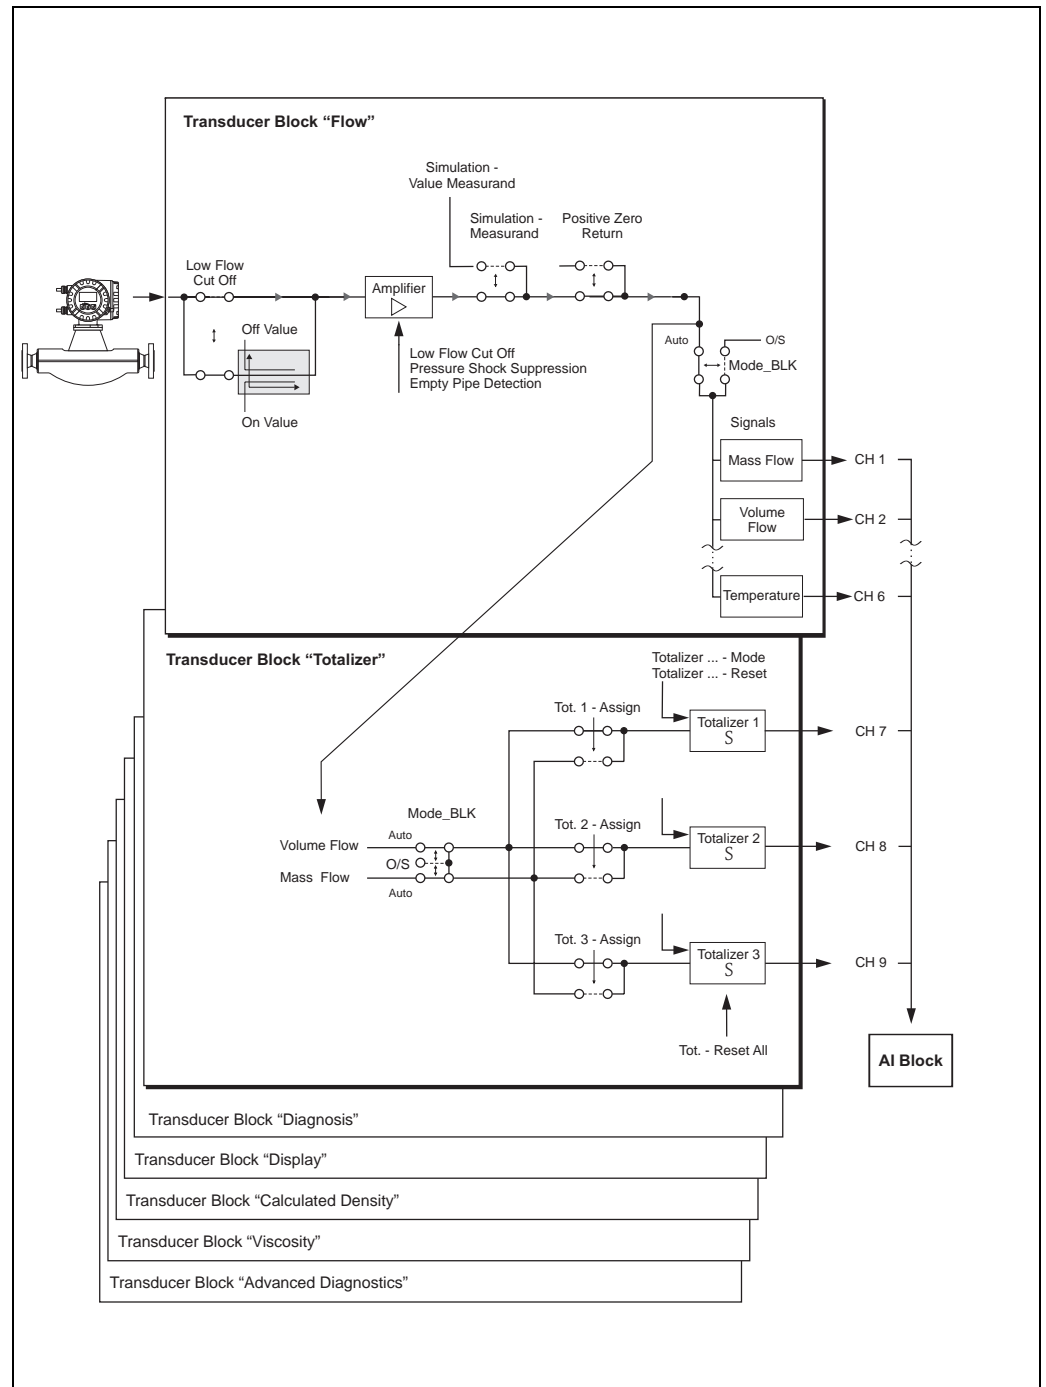 Transducer Block “Flow”
Simulation -
Value Measurand
Simulation -
Measurand
Positive Zero
Return
Low Flow
Cut Off
Amplifier
Off Value
On Value
Low Flow Cut Off
Pressure Shock Suppression
Empty Pipe Detection
Auto
O/S
Mode_BLK
Signals
Mass Flow
CH 1
Volume
Flow
CH 2
Temperature
CH 6
Transducer Block “Totalizer”
Totalizer ... - Mode
Totalizer ... - Reset
Tot. 1 - Assign
Totalizer 1
S
CH 7
Mode_BLK
Tot. 2 - Assign
Totalizer 2
S
CH 8
Volume Flow
Auto
O/S
Mass Flow
Auto
Tot. 3 - Assign
Totalizer 3
S
CH 9
Tot. - Reset All
AI Block
Transducer Block “Diagnosis”
Transducer Block “Display”
Transducer Block “Calculated Density”
Transducer Block “Viscosity”
Transducer Block “Advanced Diagnostics”